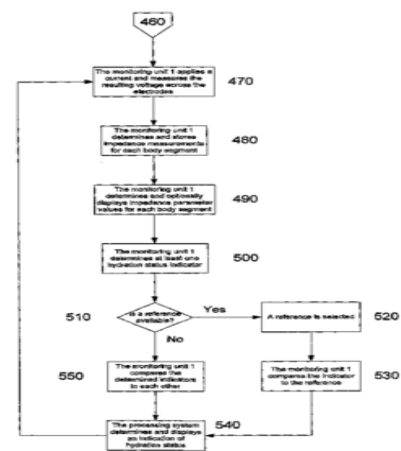 460
The monitoring unit 1 applies a
current and measures the
resulting voltage across the
electrodes
470
The monitoring unit 1
determines and stores
impedance measurements
for each body segment
480
The monitoring unit 1
determines and optionally
displays impedance parameter
values for each body segment
490
The monitoring unit 1
determines at least one
hydration status indicator
500
510
Is a reference
available?
Yes
No
A reference is selected
520
550
The monitoring unit 1
compares the
determined indicators
to each other
The monitoring unit 1
compares the indicator
to the reference
530
The processing system
determines and displays
an indication of
hydration status
540